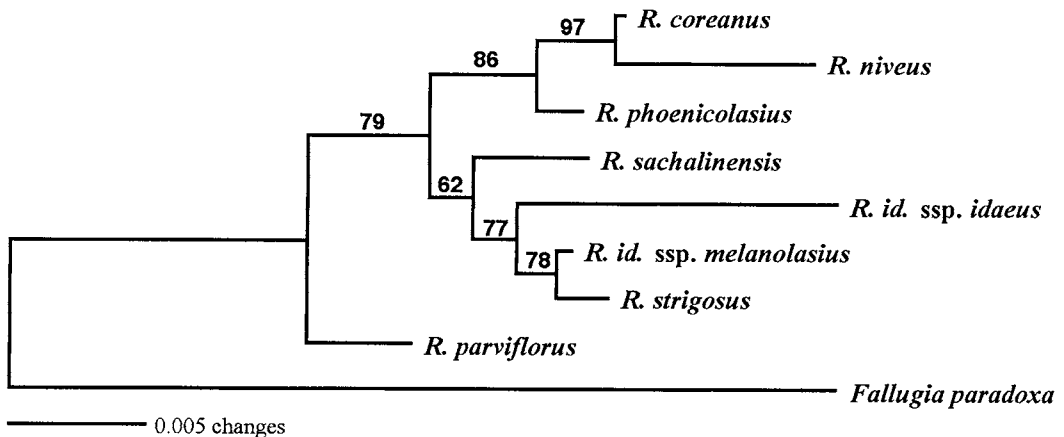 97
R. coreanus
86
R. niveus
R. phoenicolasius
79
R. sachalinensis
62
R. id. ssp. idaeus
77
R. id. ssp. melanolasius
78
R. strigosus
R. parviflorus
Fallugia paradoxa
0.005 changes